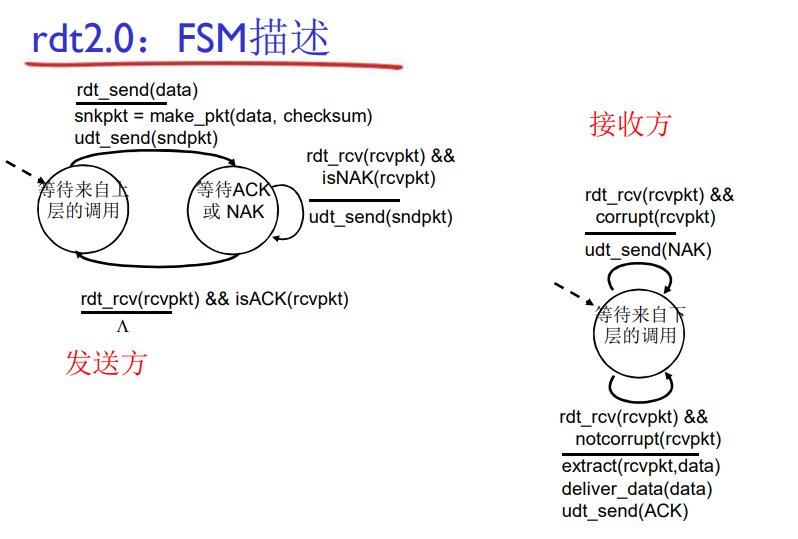 rdt2.0：FSM描述
rdt_send(data)
snkpkt = make_pkt(data, checksum)
udt_send(sndpkt)
等待来自上
层的调用
等待ACK
或 NAK
rdt_rcv(rcvpkt) &&
isNAK(rcvpkt)
udt_send(sndpkt)
rdt_rcv(rcvpkt) && isACK(rcvpkt)
Λ
发送方
接收方
rdt_rcv(rcvpkt) &&
corrupt(rcvpkt)
udt_send(NAK)
等待来自下
层的调用
rdt_rcv(rcvpkt) &&
notcorrupt(rcvpkt)
extract(rcvpkt,data)
deliver_data(data)
udt_send(ACK)